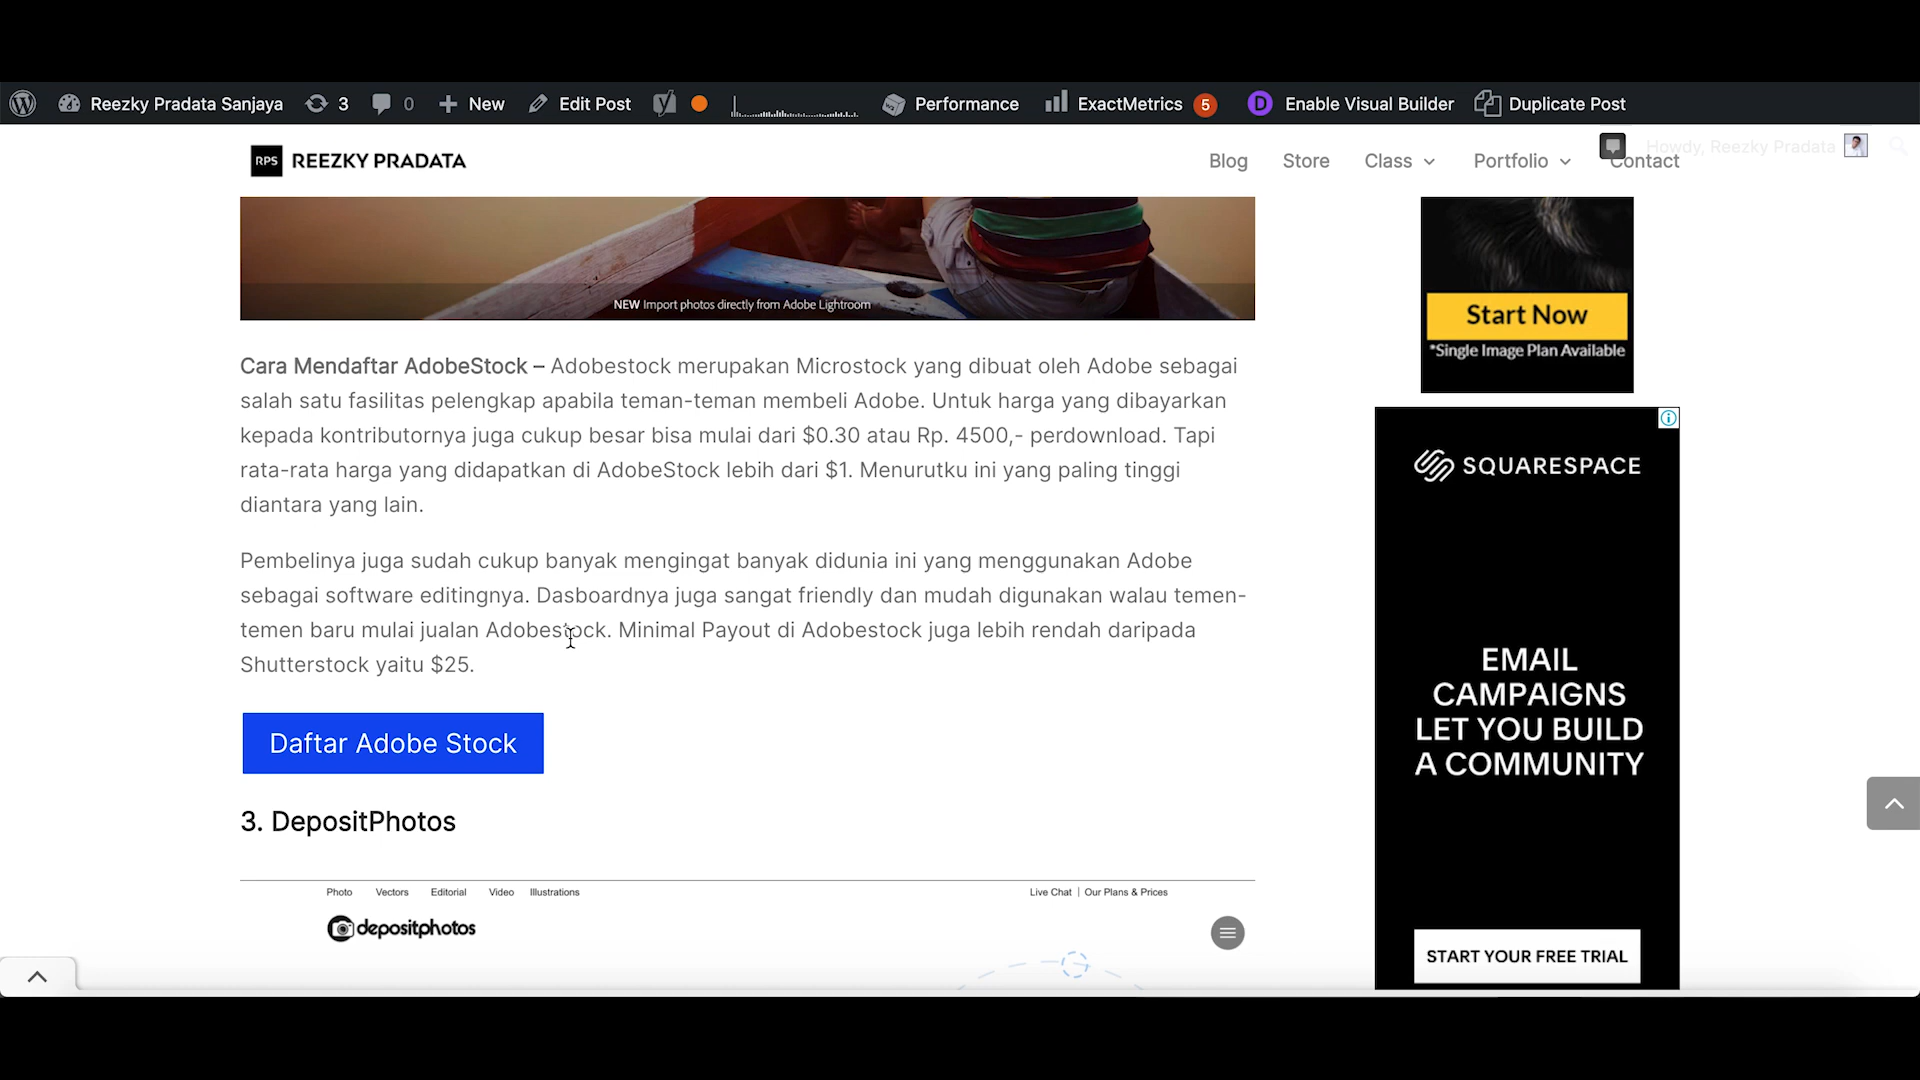 Reezky Pradata Sanjaya 3 0 New Edit Post Performance ExactMetrics 5 D Enable Visual Builder Duplicate Post
Howdy, Reezky Pradata
RPS REEZKY PRADATA Blog Store Class Portfolio Contact
NEW Import photos directly from Adobe Lightroom
Start Now
*Single Image Plan Available
Cara Mendaftar AdobeStock – Adobestock merupakan Microstock yang dibuat oleh Adobe sebagai
salah satu fasilitas pelengkap apabila teman-teman membeli Adobe. Untuk harga yang dibayarkan
kepada kontributornya juga cukup besar bisa mulai dari $0.30 atau Rp. 4500,- perdownload. Tapi
rata-rata harga yang didapatkan di AdobeStock lebih dari $1. Menurutku ini yang paling tinggi
diantara yang lain.
Pembelinya juga sudah cukup banyak mengingat banyak didunia ini yang menggunakan Adobe
sebagai software editingnya. Dasboardnya juga sangat friendly dan mudah digunakan walau temen-
temen baru mulai jualan Adobestock. Minimal Payout di Adobestock juga lebih rendah daripada
Shutterstock yaitu $25.
Daftar Adobe Stock
3. DepositPhotos
Photo Vectors Editorial Video Illustrations Live Chat | Our Plans & Prices
depositphotos
SQUARESPACE
EMAIL
CAMPAIGNS
LET YOU BUILD
A COMMUNITY
START YOUR FREE TRIAL